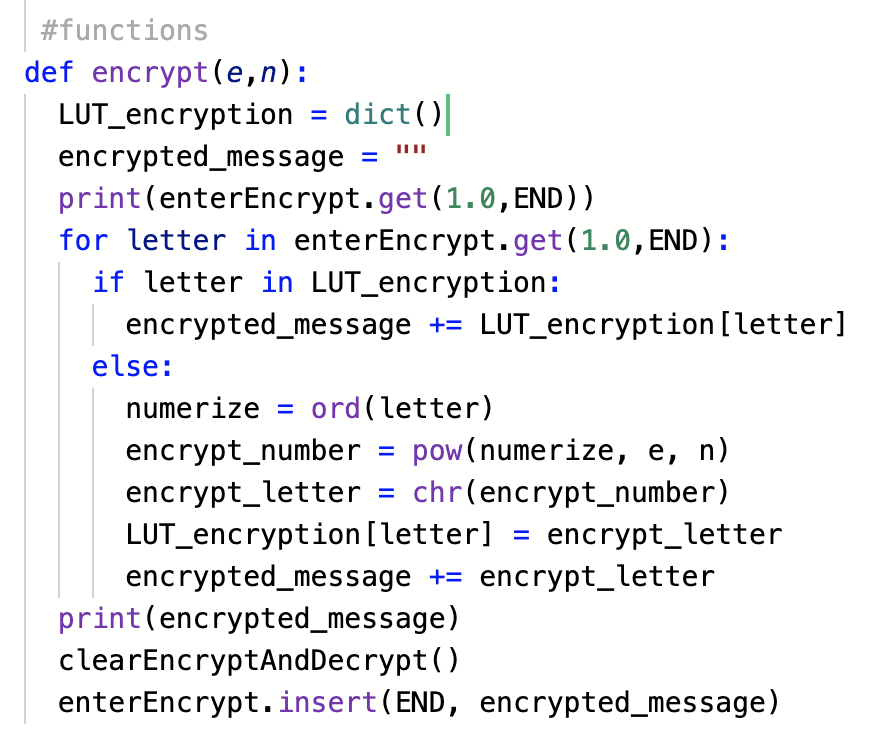 #functions
def encrypt(e,n):
LUT_encryption = dict()
encrypted_message = ""
print(enterEncrypt.get(1.0,END))
for letter in enterEncrypt.get(1.0,END):
if letter in LUT_encryption:
encrypted_message += LUT_encryption[letter]
else:
numerize = ord(letter)
encrypt_number = pow(numerize, e, n)
encrypt_letter = chr(encrypt_number)
LUT_encryption[letter] = encrypt_letter
encrypted_message += encrypt_letter
print(encrypted_message)
clearEncryptAndDecrypt()
enterEncrypt.insert(END, encrypted_message)